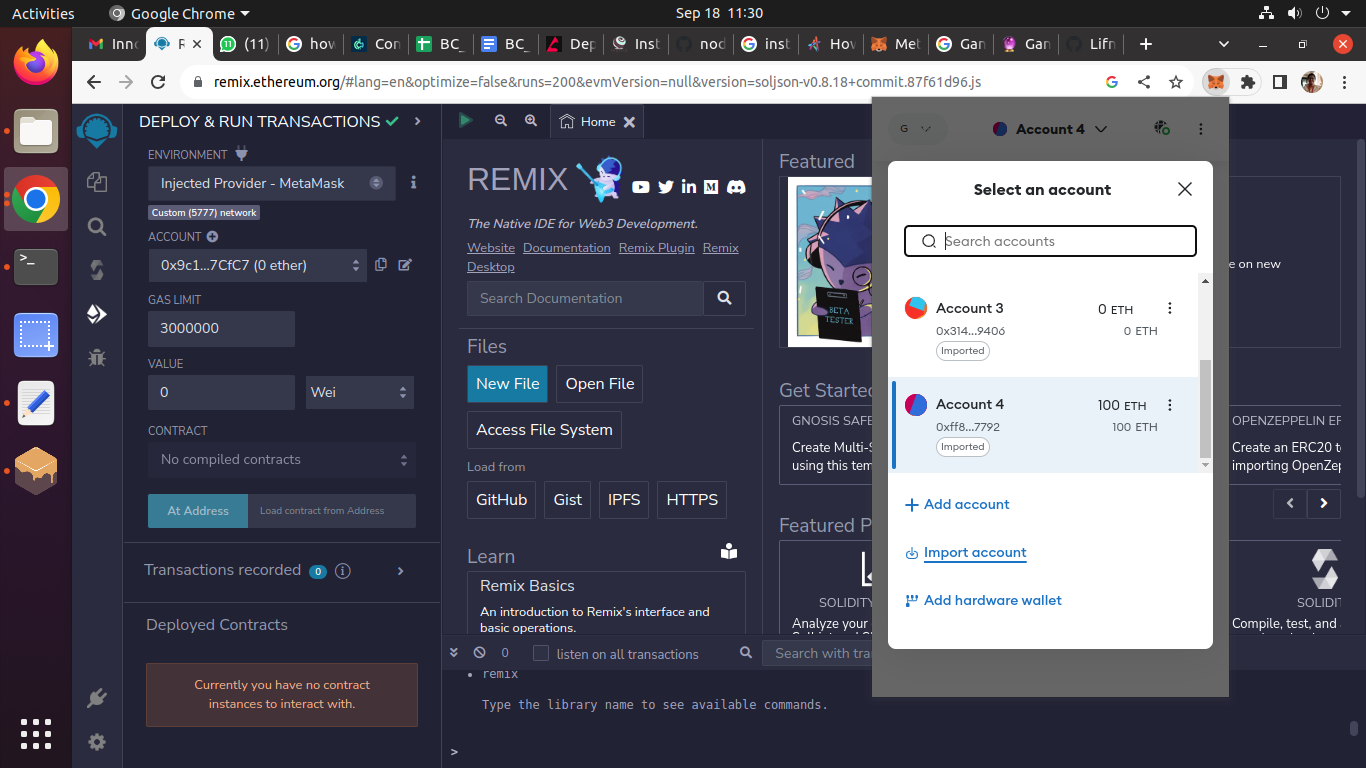 Activities
Google Chrome
Sep 18 11:30
Inno
R
(11)
how
Con
BC_
BC_
Dep
Inst
nod
inst
How
Met
Gan
Gan
Lifn
remix.ethereum.org/#lang=en&optimize=false&runs=200&evmVersion=null&version=soljson-v0.8.18+commit.87f61d96.js
DEPLOY & RUN TRANSACTIONS
ENVIRONMENT
Injected Provider - MetaMask
Custom (5777) network
ACCOUNT
0x9c1...7CfC7 (0 ether)
GAS LIMIT
3000000
VALUE
0
Wei
CONTRACT
No compiled contracts
At Address
Load contract from Address
Transactions recorded 0
Deployed Contracts
Currently you have no contract
instances to interact with.
Home
REMIX
The Native IDE for Web3 Development.
Website Documentation Remix Plugin Remix
Desktop
Search Documentation
Files
New File
Open File
Access File System
Load from
GitHub
Gist
IPFS
HTTPS
Learn
Remix Basics
An introduction to Remix's interface and
basic operations.
Featured
BETA
TESTER
e on new
Get Started
GNOSIS SAFE
Create Multi-S
using this tem
OPENZEPPELIN ER
Create an ERC20 to
importing OpenZep
Featured P
SOLIDITY
Analyze your
SOLIDIT
Compile, test, and
0
listen on all transactions
Search with tran
remix
Type the library name to see available commands.
>
G
Account 4
Select an account
Search accounts
Account 3
0 ETH
0x314...9406
0 ETH
Imported
Account 4
100 ETH
0xff8...7792
100 ETH
Imported
Add account
Import account
Add hardware wallet